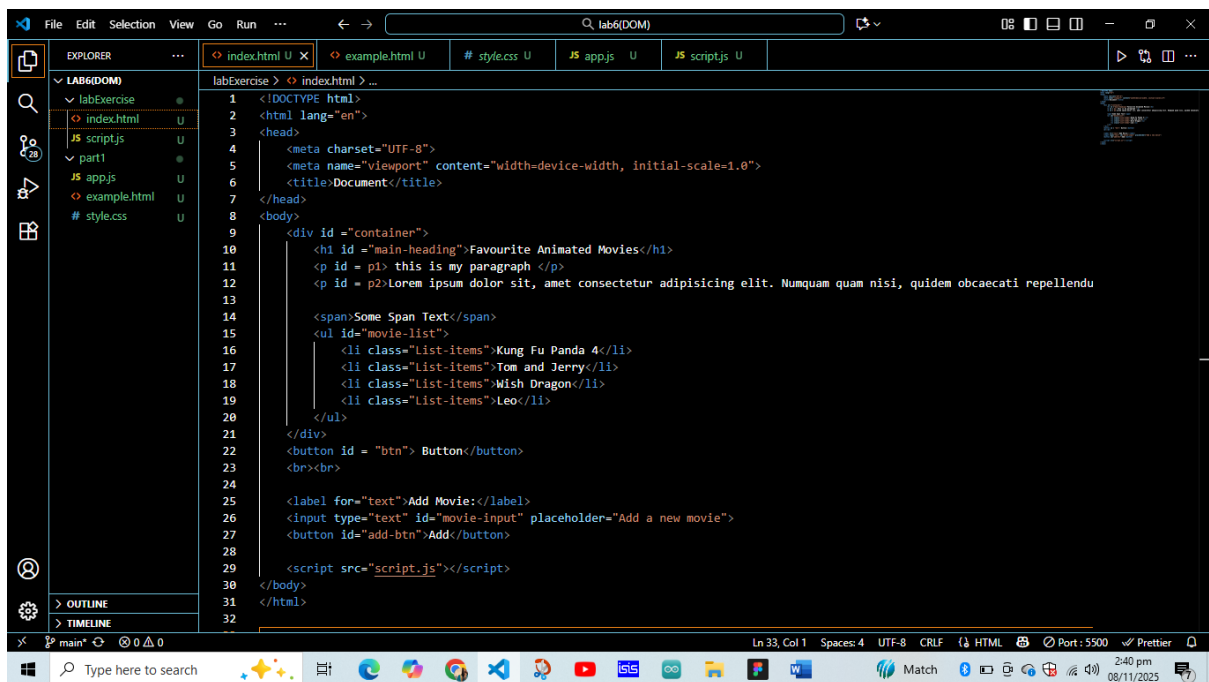 File Edit Selection View Go Run ··· lab6(DOM)
EXPLORER ···
index.html U
example.html U
# style.css U
JS app.js U
JS script.js U
LAB6(DOM)
labExercise
index.html U
JS script.js U
part1
JS app.js U
example.html U
# style.css U
28
OUTLINE
TIMELINE
labExercise > index.html > ...
1 <!DOCTYPE html>
2 <html lang="en">
3 <head>
4 <meta charset="UTF-8">
5 <meta name="viewport" content="width=device-width, initial-scale=1.0">
6 <title>Document</title>
7 </head>
8 <body>
9 <div id ="container">
10 <h1 id ="main-heading">Favourite Animated Movies</h1>
11 <p id = p1> this is my paragraph </p>
12 <p id = p2>Lorem ipsum dolor sit, amet consectetur adipisicing elit. Numquam quam nisi, quidem obcaecati repellendu
13
14 <span>Some Span Text</span>
15 <ul id="movie-list">
16 <li class="List-items">Kung Fu Panda 4</li>
17 <li class="List-items">Tom and Jerry</li>
18 <li class="List-items">Wish Dragon</li>
19 <li class="List-items">Leo</li>
20 </ul>
21 </div>
22 <button id = "btn"> Button</button>
23 <br><br>
24
25 <label for="text">Add Movie:</label>
26 <input type="text" id="movie-input" placeholder="Add a new movie">
27 <button id="add-btn">Add</button>
28
29 <script src="script.js"></script>
30 </body>
31 </html>
32
main* 0 0 Ln 33, Col 1 Spaces: 4 UTF-8 CRLF HTML Port : 5500 Prettier
Type here to search
isis
W
Match
2:40 pm
08/11/2025
7